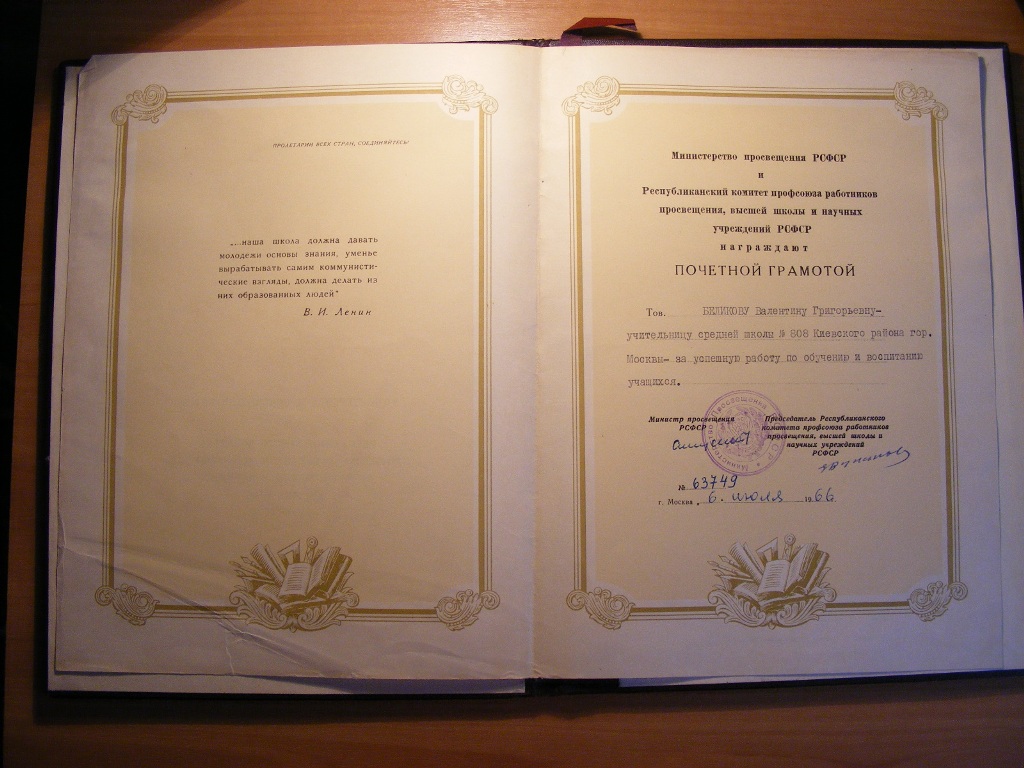 ПРОЛЕТАРИИ ВСЕХ СТРАН, СОЕДИНЯЙТЕСЬ!
„...наша школа должна давать
молодежи основы знания, уменье
вырабатывать самим коммунисти-
ческие взгляды, должна делать из
них образованных людей"
В. И. Ленин
Министерство просвещения РСФСР
и
Республиканский комитет профсоюза работников
просвещения, высшей школы и научных
учреждений РСФСР
награждают
ПОЧЕТНОЙ ГРАМОТОЙ
Тов. БЕЛИКОВУ Валентину Григорьевну-
учительницу средней школы № 808 Киевского района гор.
Москвы- за успешную работу по обучению и воспитанию
учащихся.
Министр просвещения
РСФСР
Председатель Республиканского
комитета профсоюза работников
просвещения, высшей школы и
научных учреждений
РСФСР
№ 63749
г. Москва. 6. июля 1966